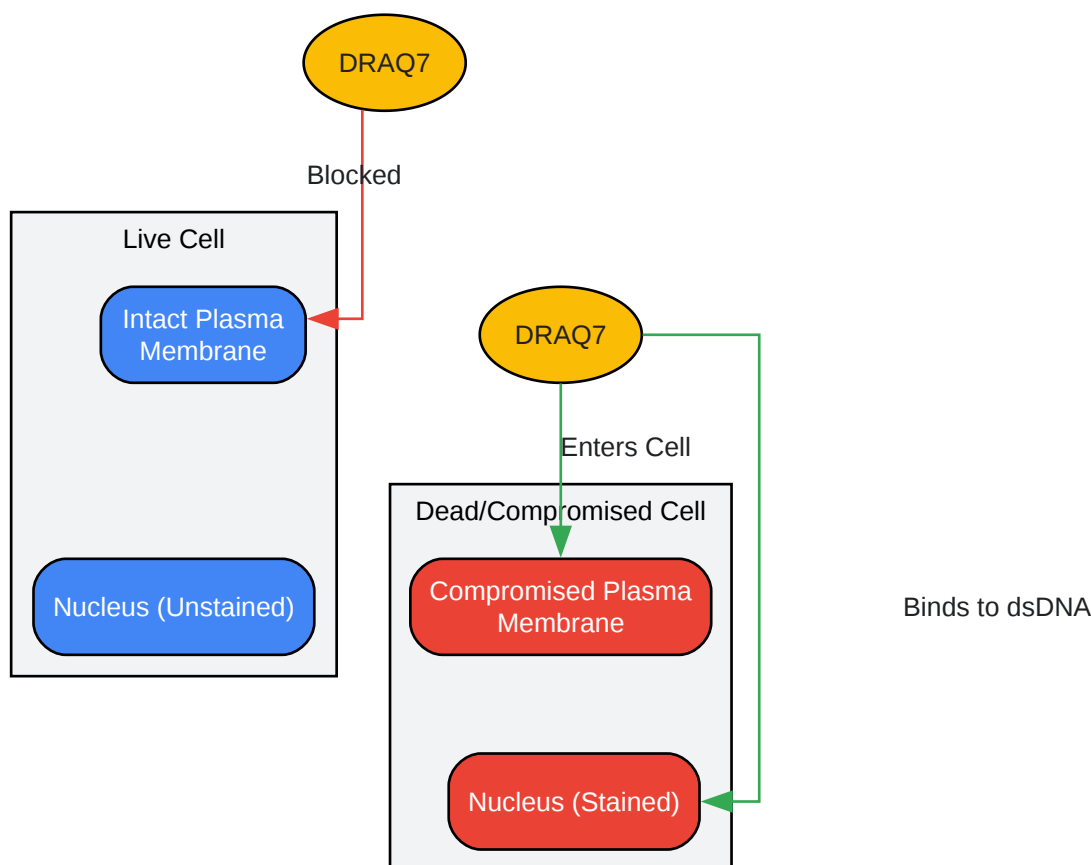 DRAQ7
Blocked
Live Cell
Intact Plasma
Membrane
DRAQ7
Enters Cell
Dead/Compromised Cell
Nucleus (Unstained)
Compromised Plasma
Membrane
Binds to dsDNA
Nucleus (Stained)